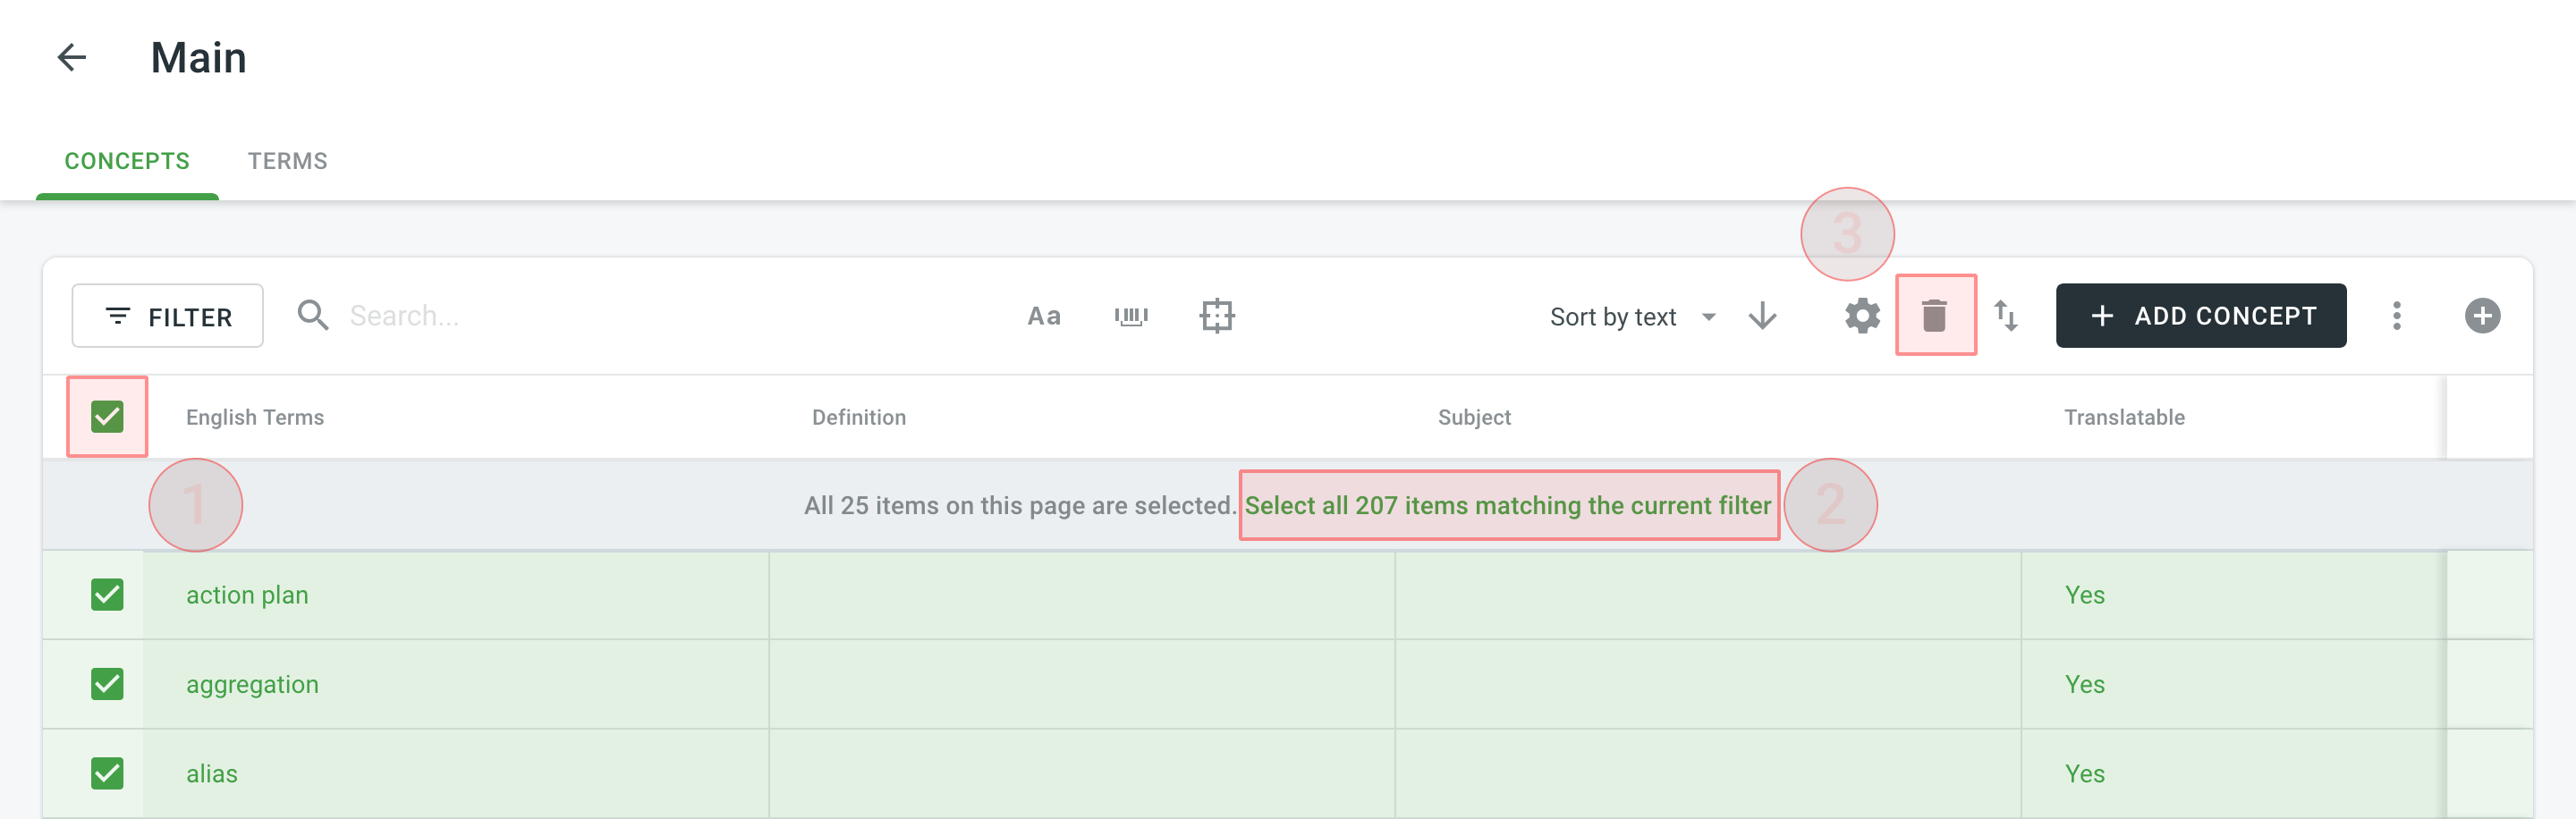 Main
CONCEPTS TERMS
3
FILTER Search... Aa Sort by text ADD CONCEPT
English Terms Definition Subject Translatable
1 All 25 items on this page are selected. Select all 207 items matching the current filter 2
action plan Yes
aggregation Yes
alias Yes